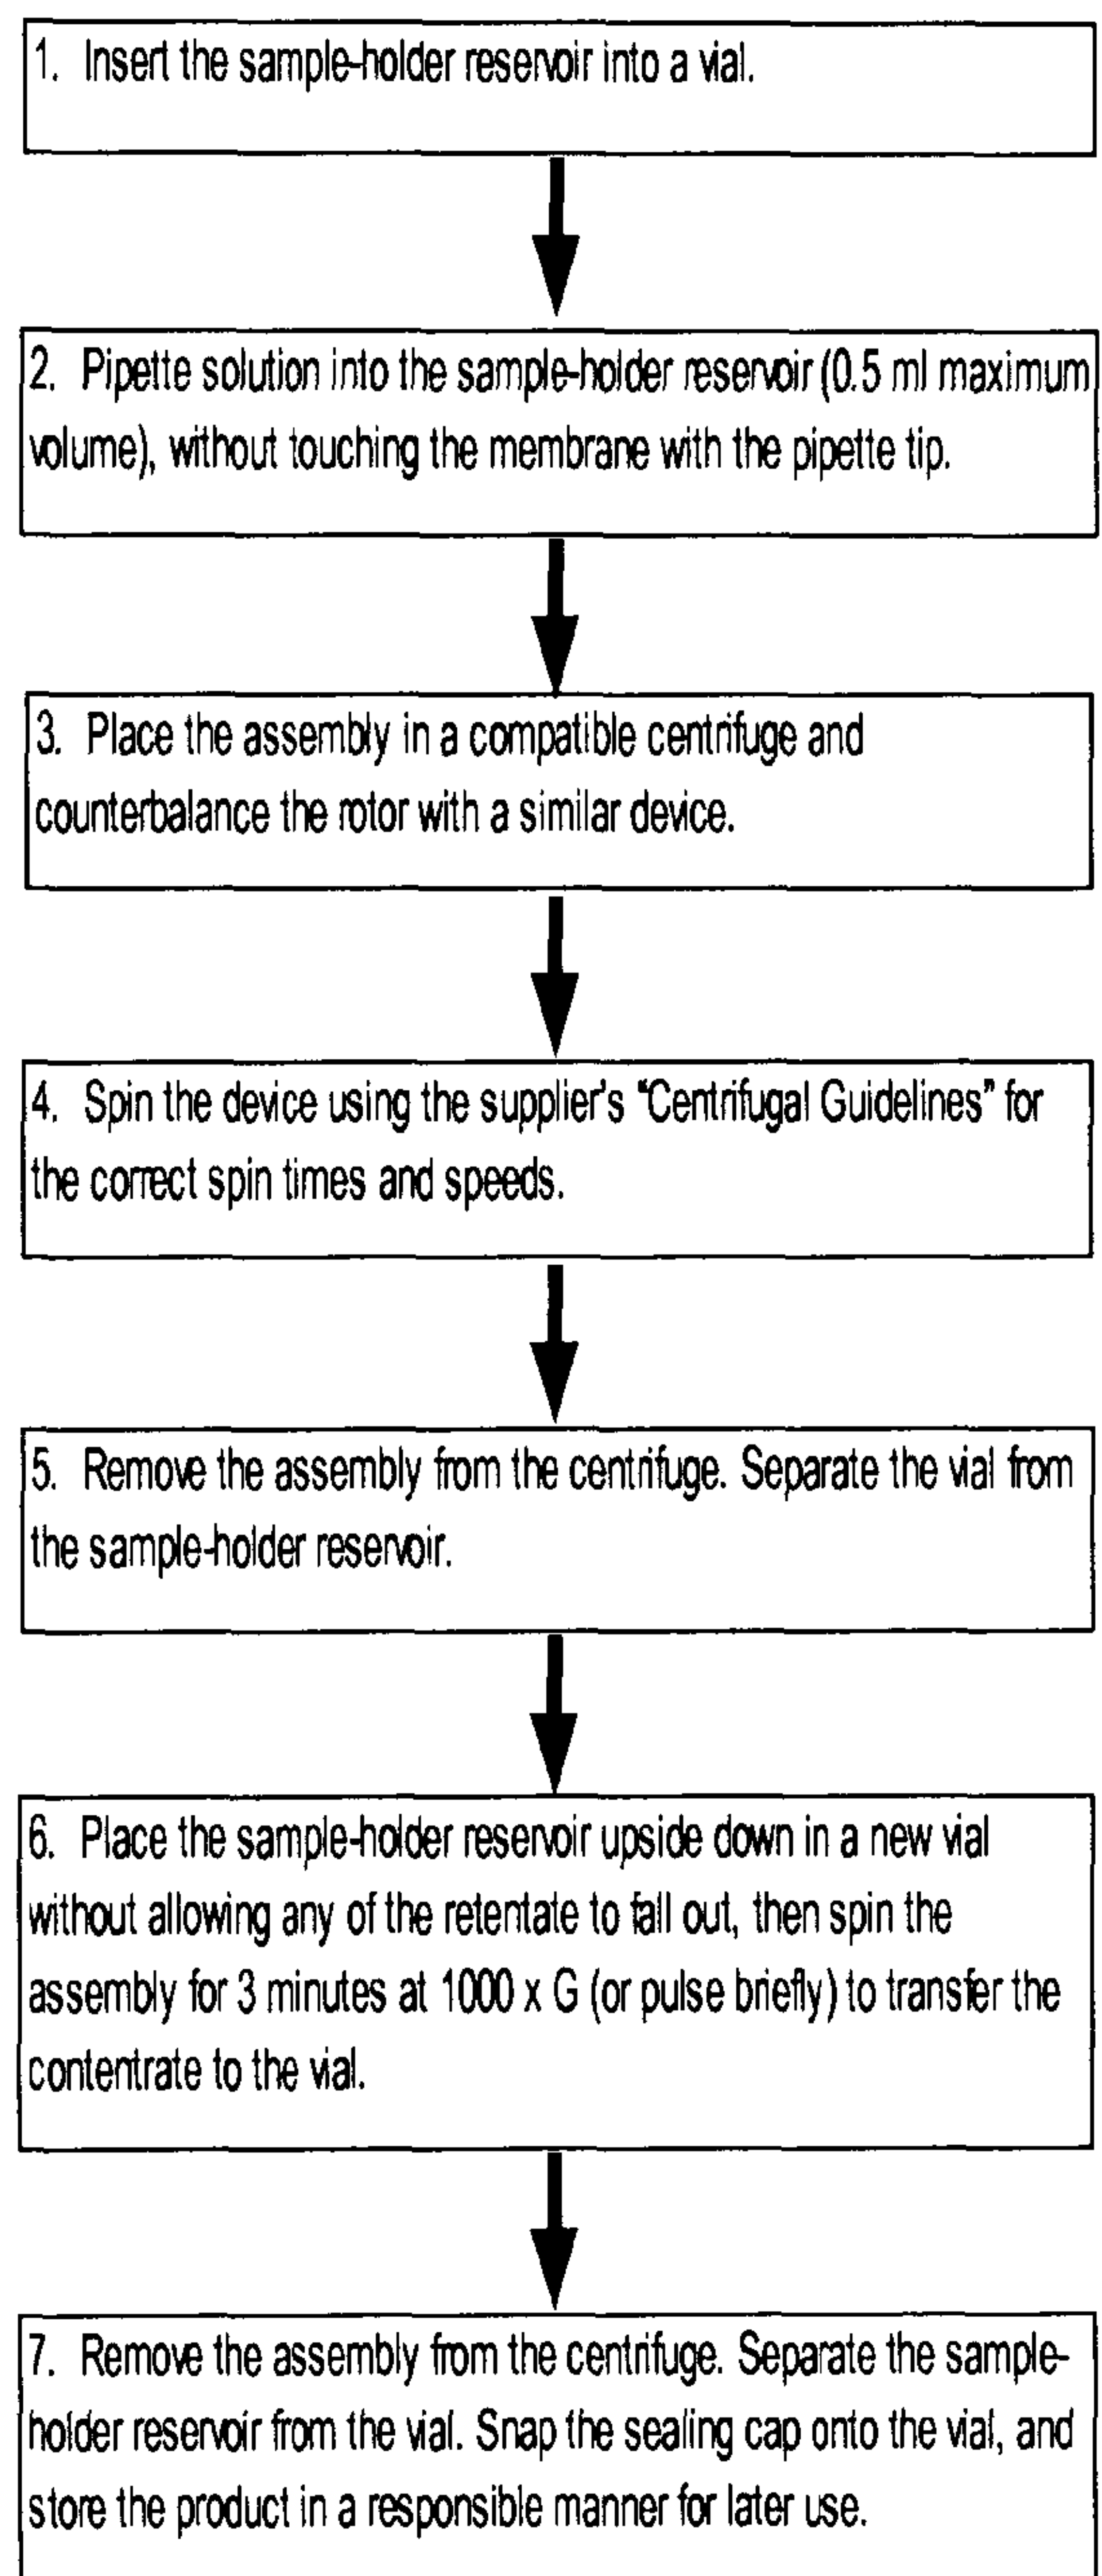 1. Insert the sample-holder reservoir into a vial.
2. Pipette solution into the sample-holder reservoir (0.5 ml maximum
volume), without touching the membrane with the pipette tip.
3. Place the assembly in a compatible centrifuge and
counterbalance the rotor with a similar device.
4. Spin the device using the supplier's “Centrifugal Guidelines” for
the correct spin times and speeds.
5. Remove the assembly from the centrifuge. Separate the vial from
the sample-holder reservoir.
6. Place the sample-holder reservoir upside down in a new vial
without allowing any of the retentate to fall out, then spin the
assembly for 3 minutes at 1000 x G (or pulse briefly) to transfer the
contentrate to the vial.
7. Remove the assembly from the centrifuge. Separate the sample-
holder reservoir from the vial. Snap the sealing cap onto the vial, and
store the product in a responsible manner for later use.